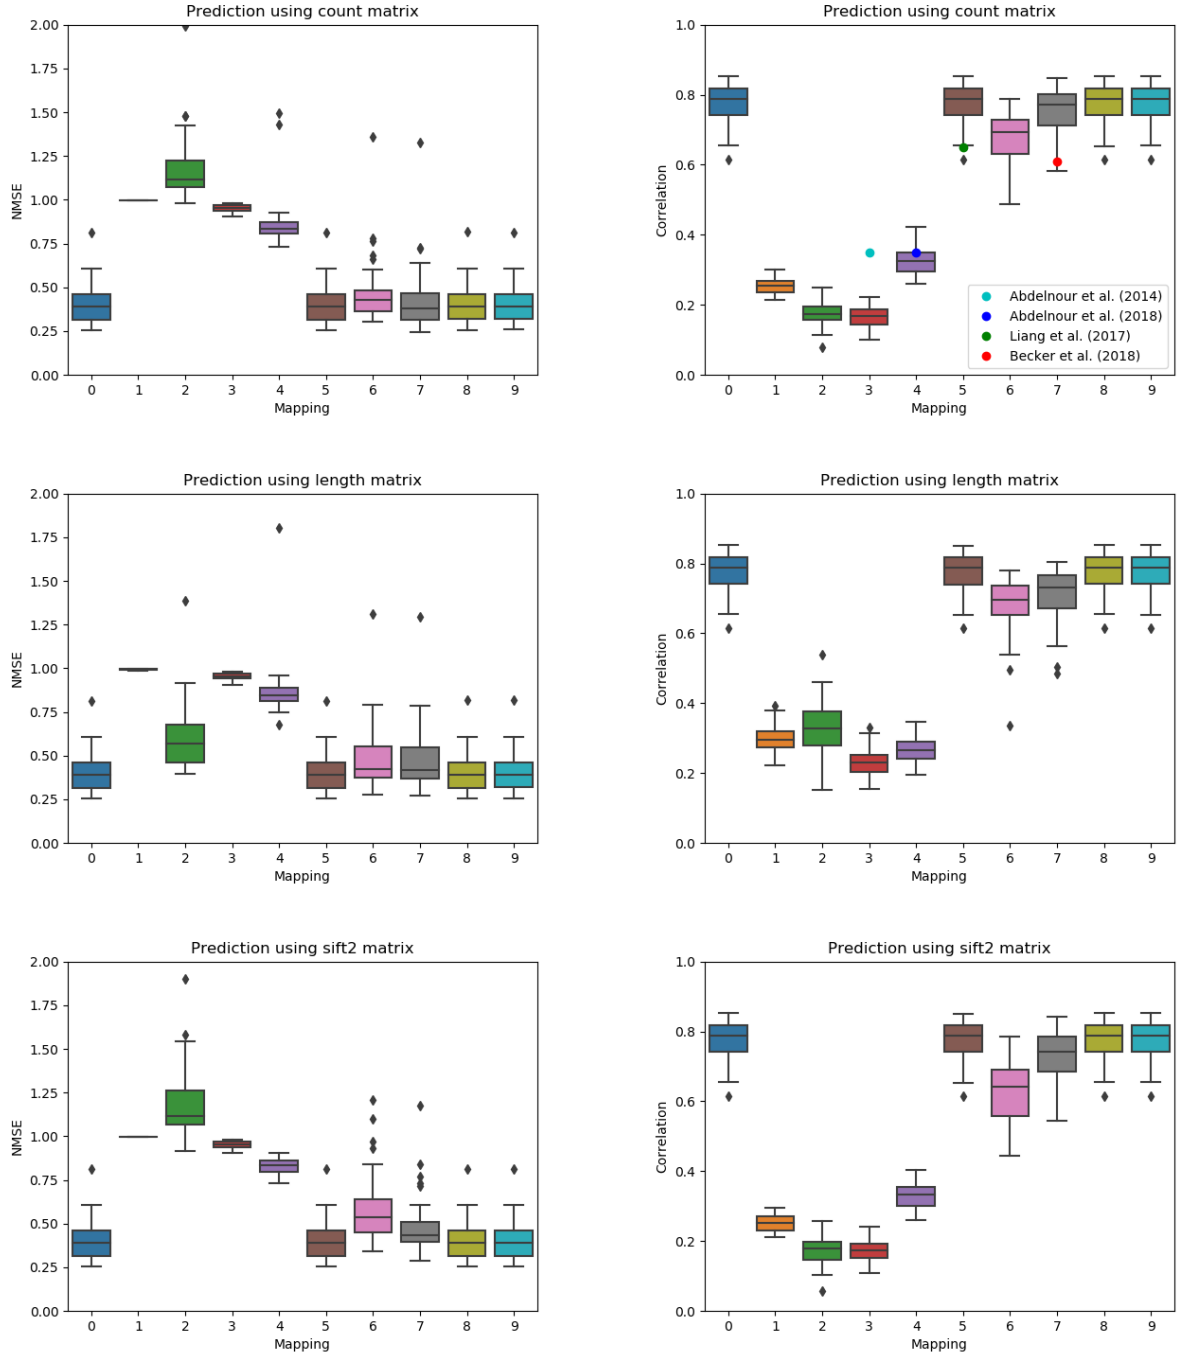 Prediction using count matrix
2.00
1.75
1.50
1.25
1.00
0.75
0.50
0.25
0.00
NMSE
0 1 2 3 4 5 6 7 8 9
Mapping
Prediction using count matrix
1.0
0.8
0.6
0.4
0.2
0.0
Correlation
Abdelnour et al. (2014)
Abdelnour et al. (2018)
Liang et al. (2017)
Becker et al. (2018)
0 1 2 3 4 5 6 7 8 9
Mapping
Prediction using length matrix
2.00
1.75
1.50
1.25
1.00
0.75
0.50
0.25
0.00
NMSE
0 1 2 3 4 5 6 7 8 9
Mapping
Prediction using length matrix
1.0
0.8
0.6
0.4
0.2
0.0
Correlation
0 1 2 3 4 5 6 7 8 9
Mapping
Prediction using sift2 matrix
2.00
1.75
1.50
1.25
1.00
0.75
0.50
0.25
0.00
NMSE
0 1 2 3 4 5 6 7 8 9
Mapping
Prediction using sift2 matrix
1.0
0.8
0.6
0.4
0.2
0.0
Correlation
0 1 2 3 4 5 6 7 8 9
Mapping